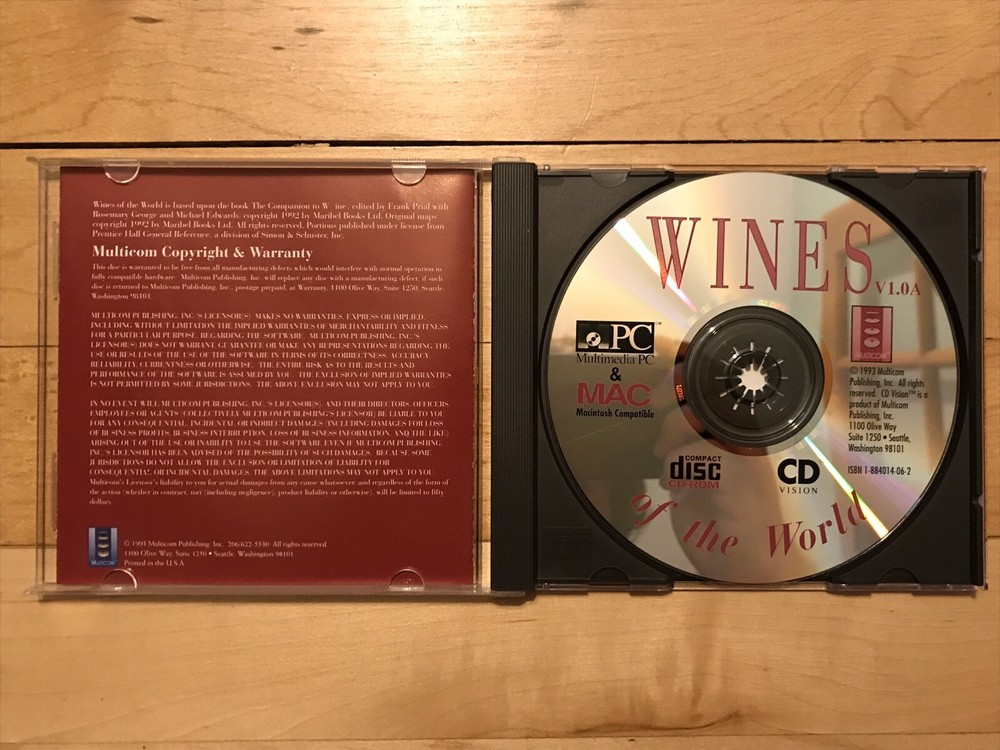 Wines of the World is based upon the book The Companion to W ine, edited by Frank Prial with
Rosemary George and Michael Edwards, copyright 1992 by Maribel Books Ltd. Original maps
copyright 1992 by Maribel Books Ltd. All rights reserved. Portions published under license from
Prentice Hall General Reference, a division of Simon & Schuster, Inc.
Multicom Copyright & Warranty
This disc is warranted to be free from all manufacturing defects which would interfere with normal operation in
fully compatible hardware. Multicom Publishing, Inc. will replace any disc with a manufacturing defect, if such
disc is returned to Multicom Publishing, Inc., postage prepaid, at Warranty, 1100 Olive Way, Suite 1250, Seattle,
Washington 98101.
MULTICOM PUBLISHING, INC.'S LICENSOR(S) MAKES NO WARRANTIES, EXPRESS OR IMPLIED,
INCLUDING WITHOUT LIMITATION THE IMPLIED WARRANTIES OF MERCHANTABILITY AND FITNESS
FOR A PARTICULAR PURPOSE, REGARDING THE SOFTWARE. MULTICOM PUBLISHING, INC.'S
LICENSOR(S) DOES NOT WARRANT, GUARANTEE OR MAKE ANY REPRESENTATIONS REGARDING THE
USE OR RESULTS OF THE USE OF THE SOFTWARE IN TERMS OF ITS CORRECTNESS, ACCURACY,
RELIABILITY, CURRENTNESS OR OTHERWISE. THE ENTIRE RISK AS TO THE RESULTS AND
PERFORMANCE OF THE SOFTWARE IS ASSUMED BY YOU. THE EXCLUSION OF IMPLIED WARRANTIES
IS NOT PERMITTED BY SOME JURISDICTIONS. THE ABOVE EXCLUSION MAY NOT APPLY TO YOU.
IN NO EVENT WILL MULTICOM PUBLISHING, INC.'S LICENSOR(S), AND THEIR DIRECTORS, OFFICERS,
EMPLOYEES OR AGENTS (COLLECTIVELY MULTICOM PUBLISHING'S LICENSOR) BE LIABLE TO YOU
FOR ANY CONSEQUENTIAL, INCIDENTAL OR INDIRECT DAMAGES (INCLUDING DAMAGES FOR LOSS
OF BUSINESS PROFITS, BUSINESS INTERRUPTION, LOSS OF BUSINESS INFORMATION, AND THE LIKE)
ARISING OUT OF THE USE OR INABILITY TO USE THE SOFTWARE EVEN IF MULTICOM PUBLISHING,
INC.'S LICENSOR HAS BEEN ADVISED OF THE POSSIBILITY OF SUCH DAMAGES. BECAUSE SOME
JURISDICTIONS DO NOT ALLOW THE EXCLUSION OR LIMITATION OF LIABILITY FOR
CONSEQUENTIAL OR INCIDENTAL DAMAGES, THE ABOVE LIMITATIONS MAY NOT APPLY TO YOU.
Multicom's Licensor's liability to you for actual damages from any cause whatsoever, and regardless of the form of
the action (whether in contract, tort (including negligence), product liability or otherwise), will be limited to fifty
dollars.
MULTICOM
© 1993 Multicom Publishing, Inc. 206/622-5530 All rights reserved.
1100 Olive Way, Suite 1250 • Seattle, Washington 98101
Printed in the U.S.A.
WINES
V1.0A
MPC™
Multimedia PC
&
MAC
Macintosh Compatible
MULTICOM
© 1993 Multicom
Publishing, Inc. All rights
reserved. CD Vision™ is a
product of Multicom
Publishing, Inc.
1100 Olive Way
Suite 1250 • Seattle,
Washington 98101
ISBN 1-884014-06-2
COMPACT
disc
CD-ROM
CD
VISION
of the World